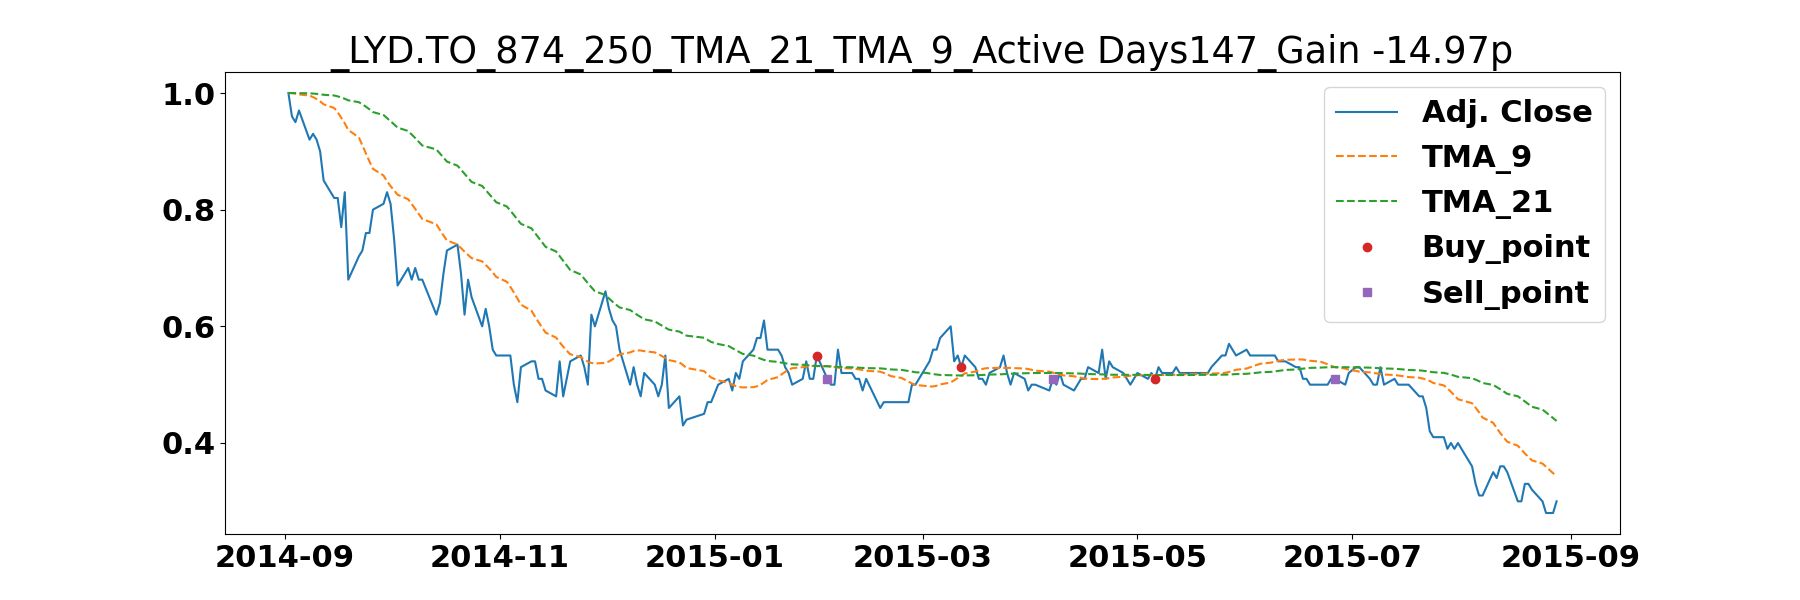 _LYD.TO_874_250_TMA_21_TMA_9_Active Days147_Gain -14.97p
1.0
0.8
0.6
0.4
Adj. Close
TMA_9
TMA_21
Buy_point
Sell_point
2014-09 2014-11 2015-01 2015-03 2015-05 2015-07 2015-09